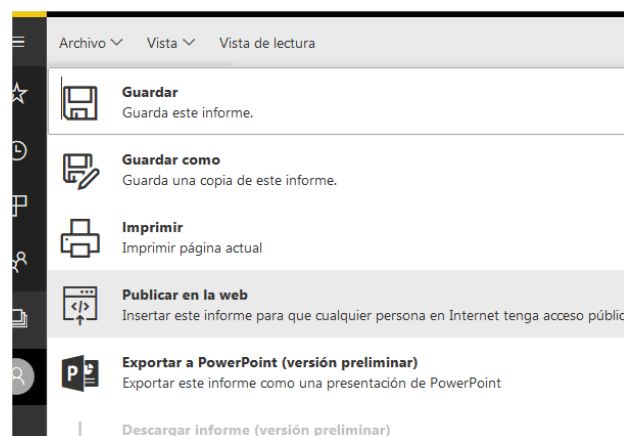 Archivo Vista Vista de lectura
Guardar
Guarda este informe.
Guardar como
Guarda una copia de este informe.
Imprimir
Imprimir página actual
Publicar en la web
Insertar este informe para que cualquier persona en Internet tenga acceso públic
Exportar a PowerPoint (versión preliminar)
Exportar este informe como una presentación de PowerPoint
Descargar informe (versión preliminar)